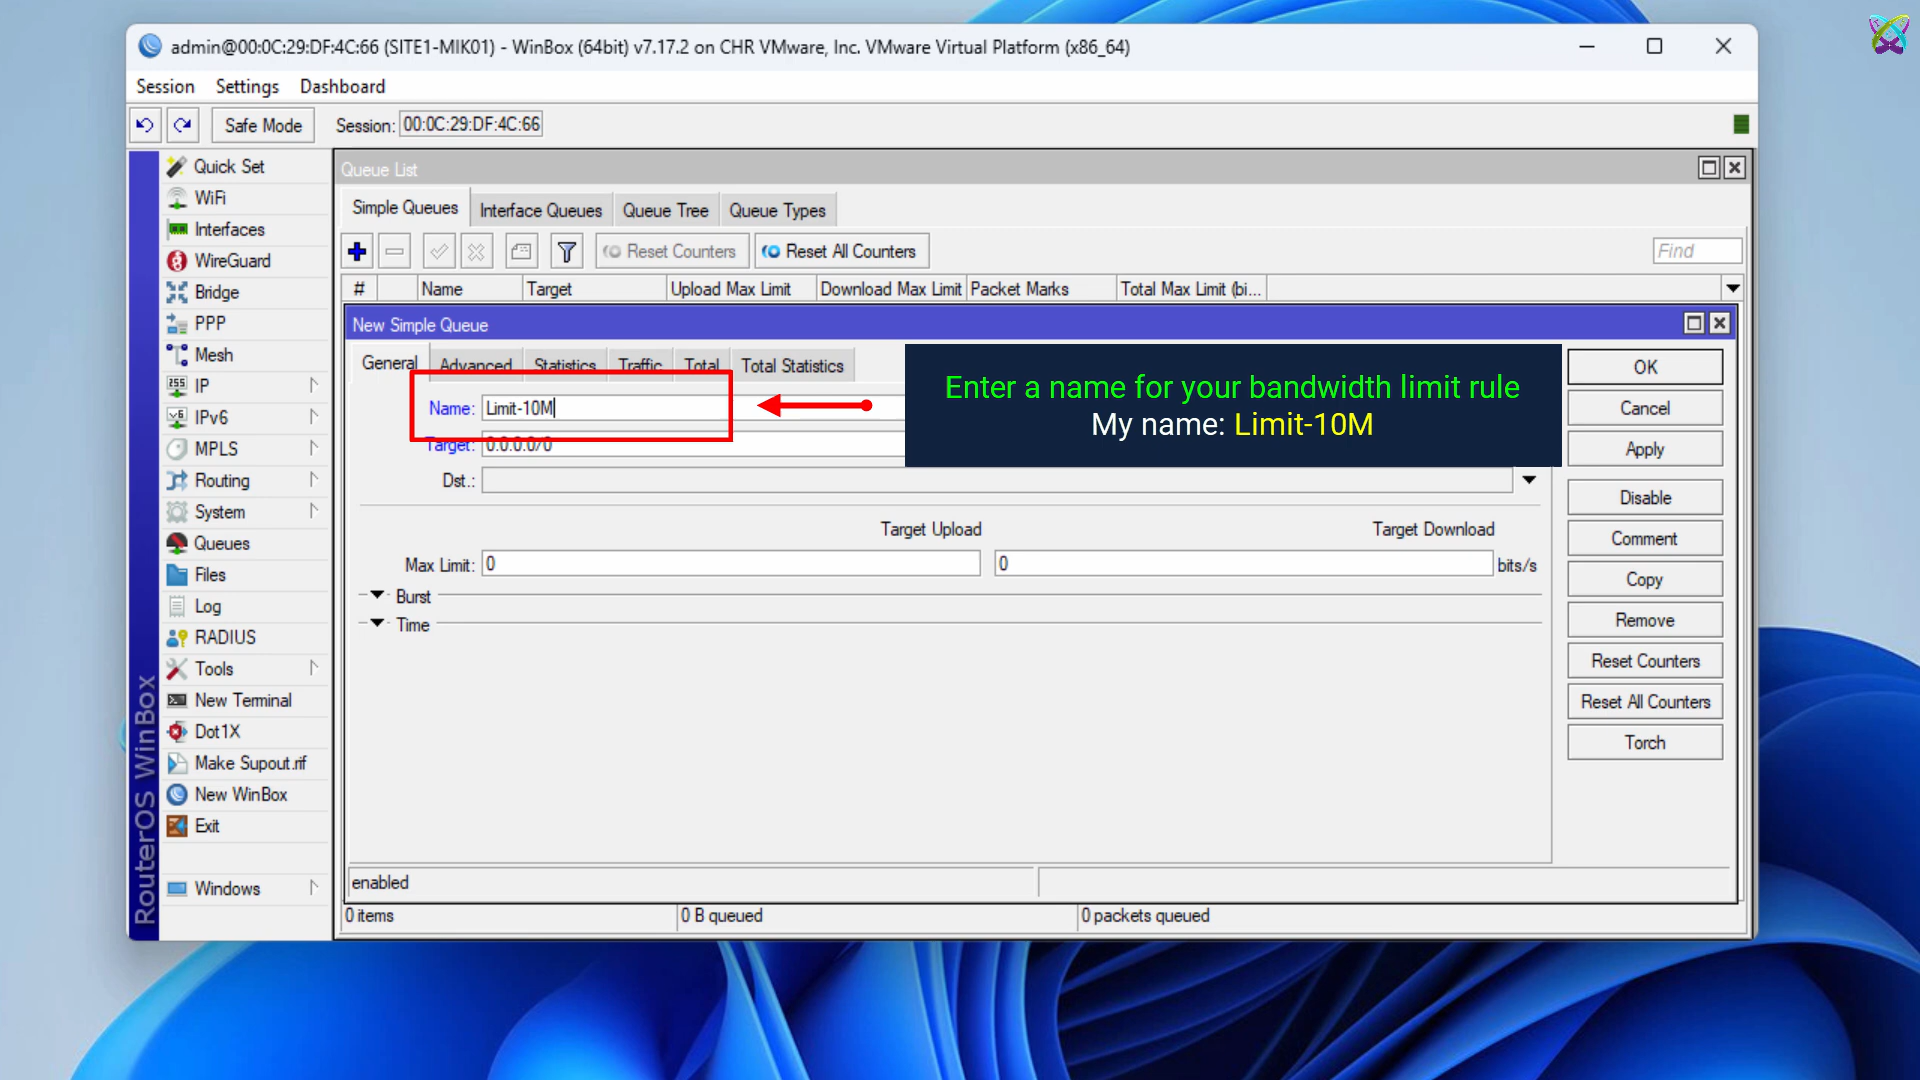 admin@00:0C:29:DF:4C:66 (SITE1-MIK01) - WinBox (64bit) v7.17.2 on CHR VMware, Inc. VMware Virtual Platform (x86_64)
Session Settings Dashboard
Safe Mode Session: 00:0C:29:DF:4C:66
Quick Set
WiFi
Interfaces
WireGuard
Bridge
PPP
Mesh
IP
IPv6
MPLS
Routing
System
Queues
Files
Log
RADIUS
Tools
New Terminal
Dot1X
Make Supout.rif
New WinBox
Exit
Windows
RouterOS WinBox
Queue List
Simple Queues Interface Queues Queue Tree Queue Types
Reset Counters Reset All Counters Find
# Name Target Upload Max Limit Download Max Limit Packet Marks Total Max Limit (bi...
New Simple Queue
General Advanced Statistics Traffic Total Total Statistics
Name: Limit-10M
Target: 0.0.0.0/0
Dst.:
Target Upload Target Download
Max Limit: 0 0 bits/s
Burst
Time
Enter a name for your bandwidth limit rule
My name: Limit-10M
OK
Cancel
Apply
Disable
Comment
Copy
Remove
Reset Counters
Reset All Counters
Torch
enabled
0 items 0 B queued 0 packets queued